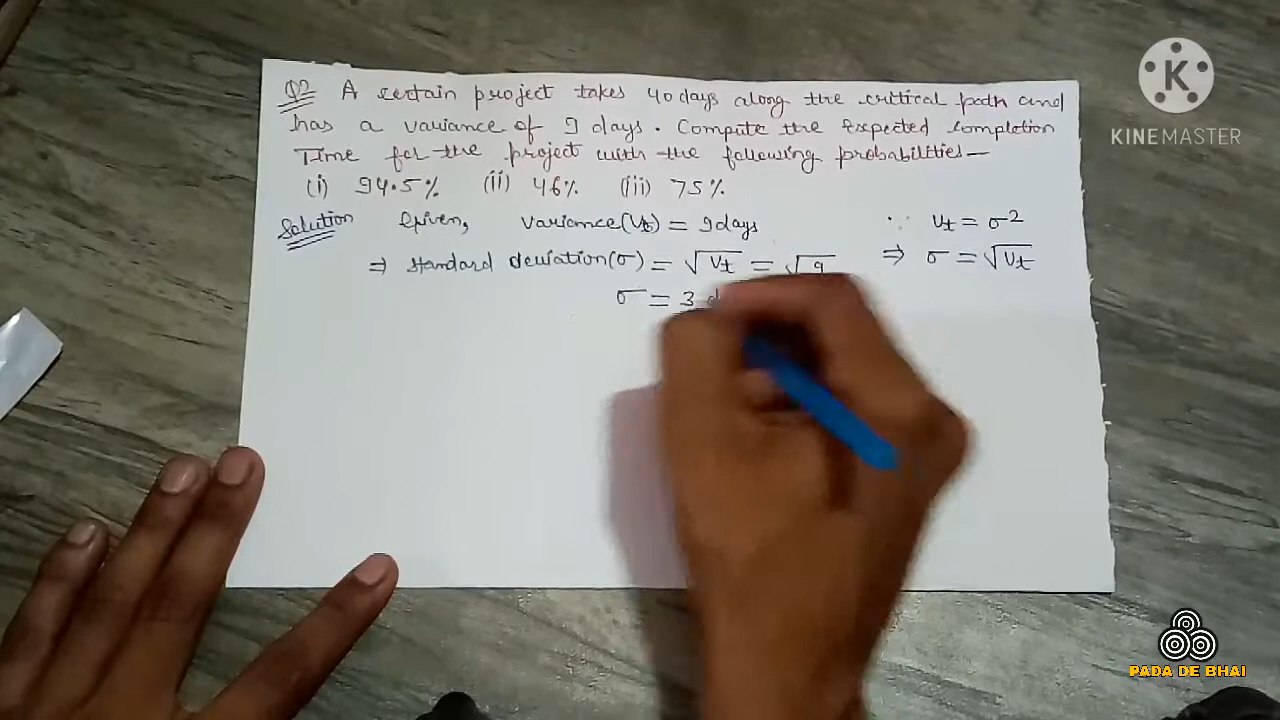 Q2 A certain project takes 40 days along the critical path and
has a variance of 9 days. Compute the Expected Completion
Time for the project with the following probabilities—
(i) 94.5% (ii) 46% (iii) 75%
Solution Given, variance(Vt) = 9 days ∵ Vt = σ²
⇒ standard deviation(σ) = √Vt = √9 ⇒ σ = √Vt
σ = 3 d
K
KINEMASTER
PADA DE BHAI